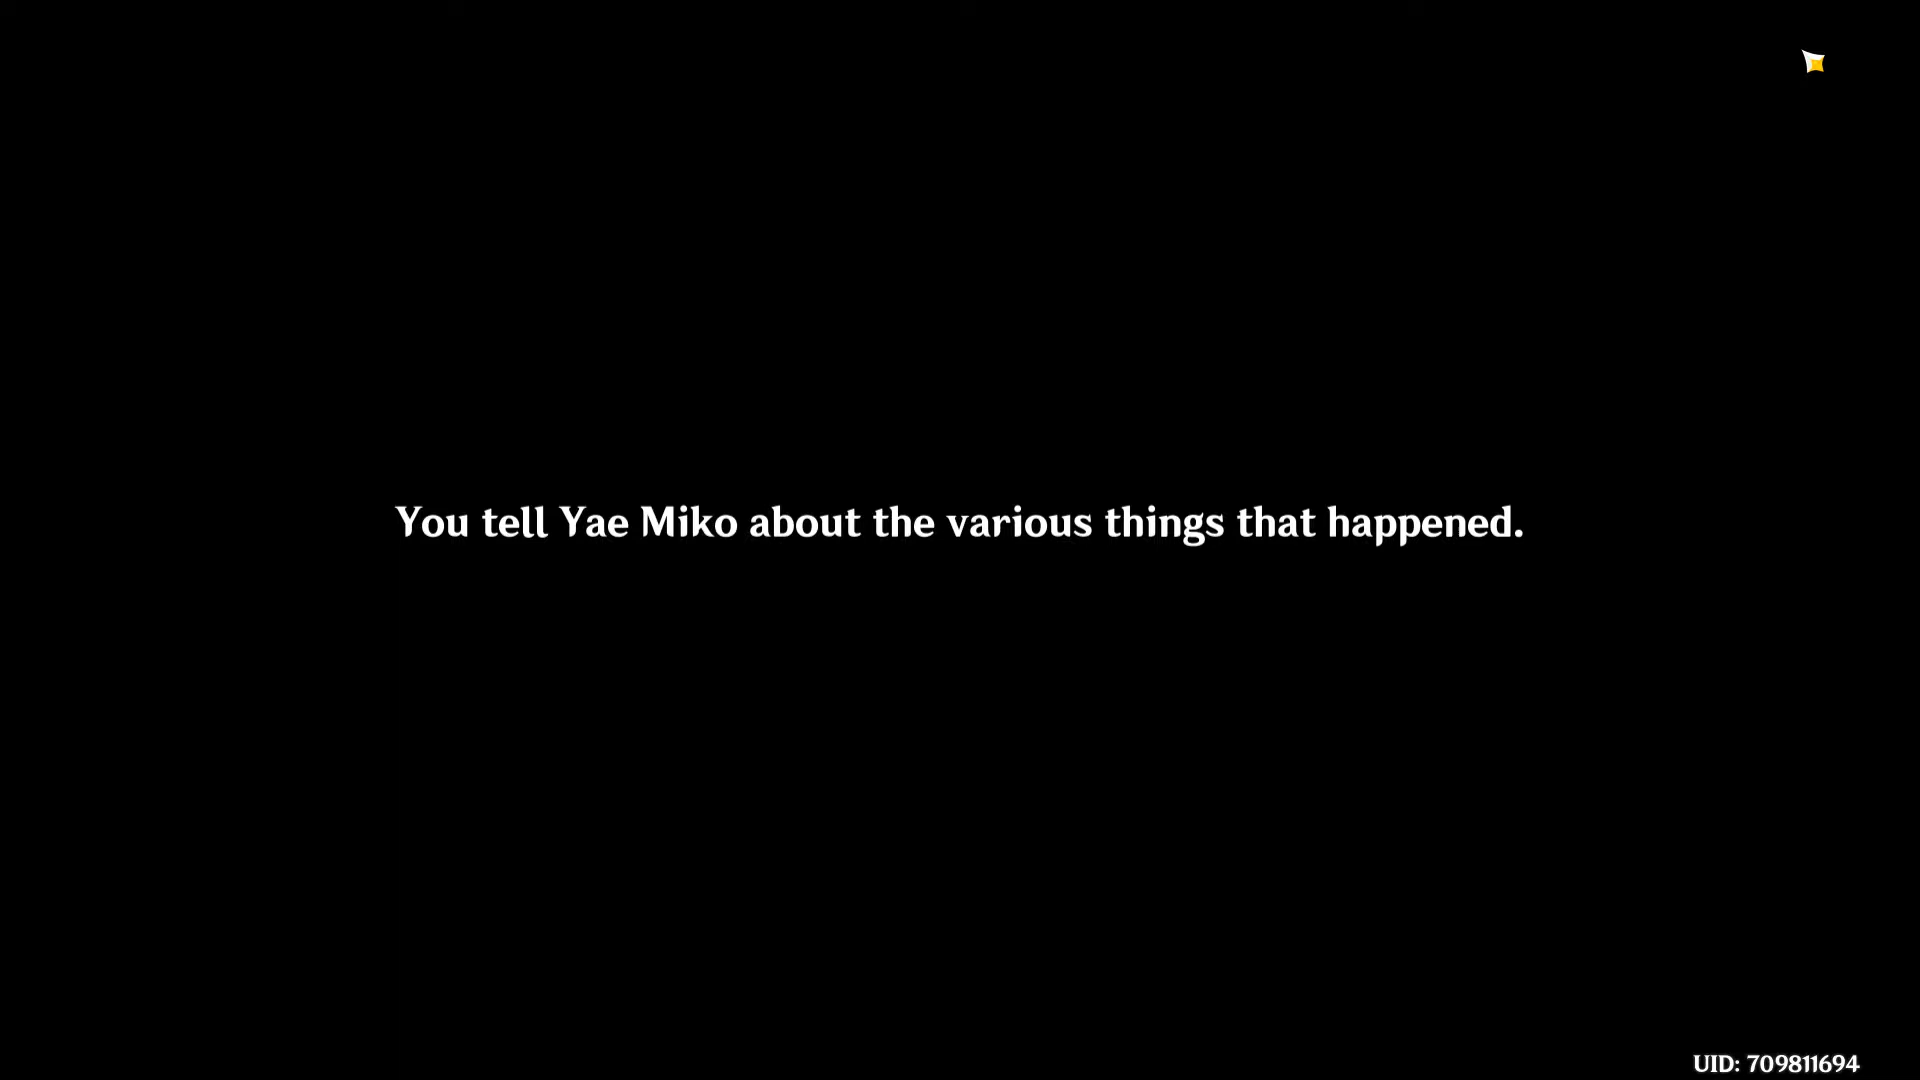 You tell Yae Miko about the various things that happened.
UID: 709811694